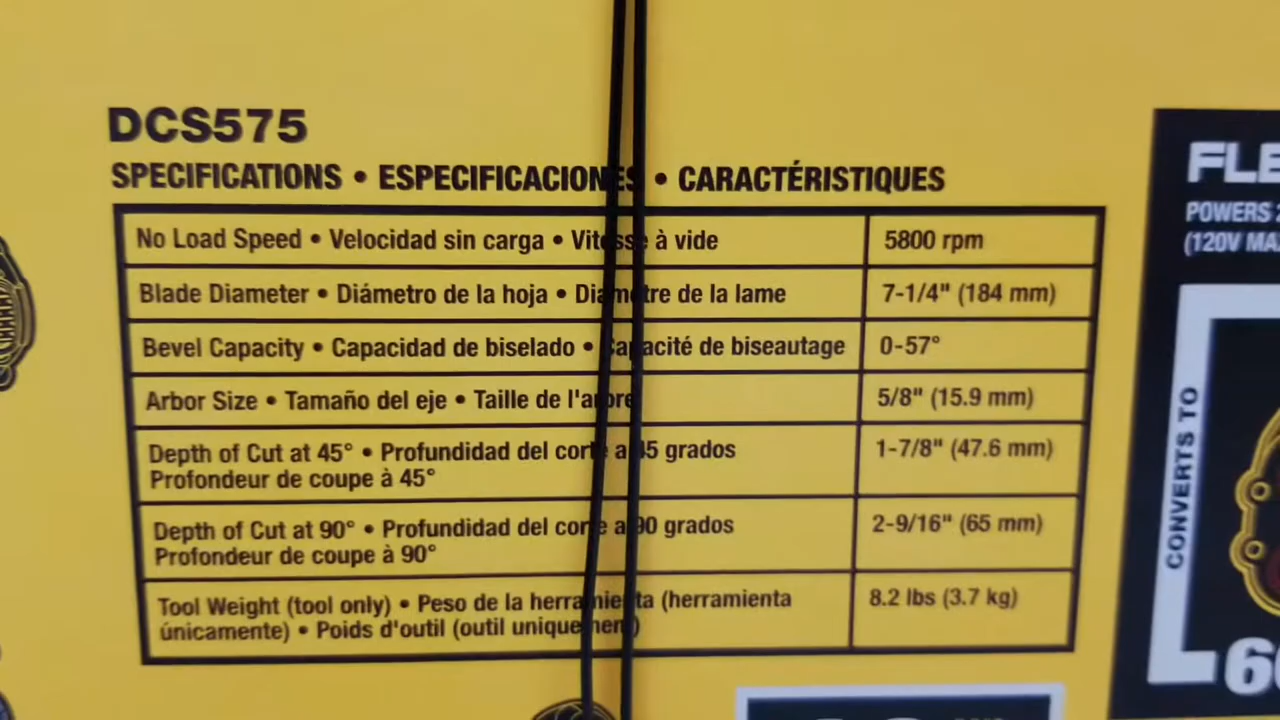 DCS575
SPECIFICATIONS • ESPECIFICACIONES • CARACTÉRISTIQUES
No Load Speed • Velocidad sin carga • Vitesse à vide 5800 rpm
Blade Diameter • Diámetro de la hoja • Diamètre de la lame 7-1/4" (184 mm)
Bevel Capacity • Capacidad de biselado • Capacité de biseautage 0-57°
Arbor Size • Tamaño del eje • Taille de l'arbre 5/8" (15.9 mm)
Depth of Cut at 45° • Profundidad del corte a 45 grados 1-7/8" (47.6 mm)
Profondeur de coupe à 45°
Depth of Cut at 90° • Profundidad del corte a 90 grados 2-9/16" (65 mm)
Profondeur de coupe à 90°
Tool Weight (tool only) • Peso de la herramienta (herramienta 8.2 lbs (3.7 kg)
únicamente) • Poids d'outil (outil uniquement)
FLE
POWERS
(120V MA
CONVERTS TO
6